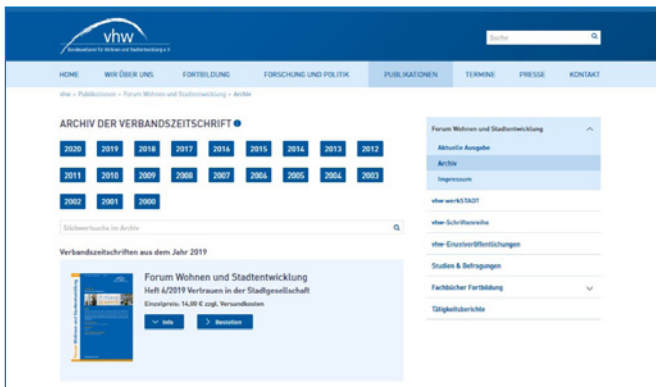 vhw
Bundesverband für Wohnen und Stadtentwicklung e.V.
Suche
HOME WIR ÜBER UNS FORTBILDUNG FORSCHUNG UND POLITIK PUBLIKATIONEN TERMINE PRESSE KONTAKT
vhw » Publikationen » Forum Wohnen und Stadtentwicklung » Archiv
ARCHIV DER VERBANDSZEITSCHRIFT
2020 2019 2018 2017 2016 2015 2014 2013 2012
2011 2010 2009 2008 2007 2006 2005 2004 2003
2002 2001 2000
Stichwortsuche im Archiv
Verbandszeitschriften aus dem Jahr 2019
Forum Wohnen und Stadtentwicklung
Forum Wohnen und Stadtentwicklung
Heft 6/2019 Vertrauen in der Stadtgesellschaft
Einzelpreis: 14,00 € zzgl. Versandkosten
Info Bestellen
Forum Wohnen und Stadtentwicklung
Aktuelle Ausgabe
Archiv
Impressum
vhw werkSTADT
vhw-Schriftenreihe
vhw-Einzelveröffentlichungen
Studien & Befragungen
Fachbücher Fortbildung
Tätigkeitsberichte